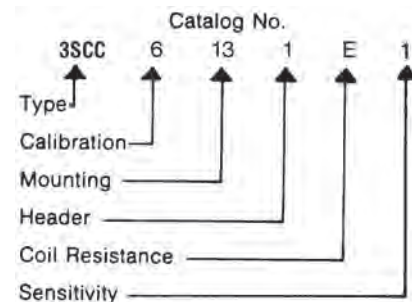 Catalog No.
3SCC 6 13 1 E 1
Type
Calibration
Mounting
Header
Coil Resistance
Sensitivity